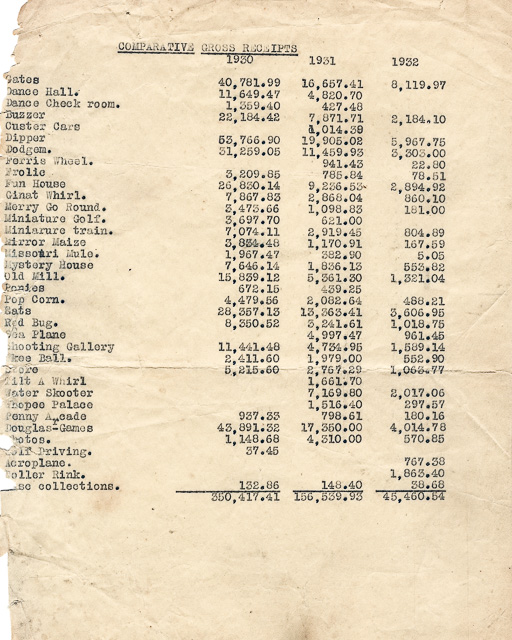 COMPARATIVE GROSS RECEIPTS
1930 1931 1932
Gates 40,781.99 16,657.41 8,119.97
Dance Hall. 11,649.47 4,820.70
Dance Check room. 1,359.40 427.48
Buzzer 22,184.42 7,871.71 2,184.10
Custer Cars 1,014.38
Dipper 53,766.90 19,905.02 5,967.75
Dodgem. 31,259.05 11,459.93 3,303.00
Ferris Wheel. 941.43 22.80
Frolic 3,209.85 785.84 78.51
Fun House 26,830.14 9,236.53 2,894.92
Ginat Whirl. 7,867.83 2,868.04 860.10
Merry Go Round. 3,473.66 1,098.83 181.00
Miniature Golf. 3,697.70 621.00
Miniarure train. 7,074.11 2,919.45 804.89
Mirror Maize 3,834.48 1,170.91 167.59
Missouri Mule. 1,967.47 382.90 5.05
Mystery House 7,646.14 1,836.13 553.82
Old Mill. 15,839.12 5,361.30 1,321.04
Ponies 672.15 439.25
Pop Corn. 4,479.56 2,082.64 488.21
Eats 28,357.13 13,363.41 3,606.95
Red Bug. 8,350.52 3,241.61 1,018.75
Sea Plane 4,997.47 961.45
Shooting Gallery 11,441.48 4,734.95 1,589.14
Skee Ball. 2,411.60 1,979.00 552.90
5,215.60 2,767.29 1,063.77
Tilt A Whirl 1,661.70
Water Skooter 7,169.80 2,017.06
Whopee Palace 1,516.40 297.57
Penny Arcade 937.33 798.61 180.16
Douglas-Games 43,891.32 17,350.00 4,014.78
Photos. 1,148.68 4,310.00 570.85
Golf Driving. 37.45
Aeroplane. 767.38
Roller Rink. 1,863.40
Misc collections. 132.86 148.40 38.68
350,417.41 156,539.93 45,460.54